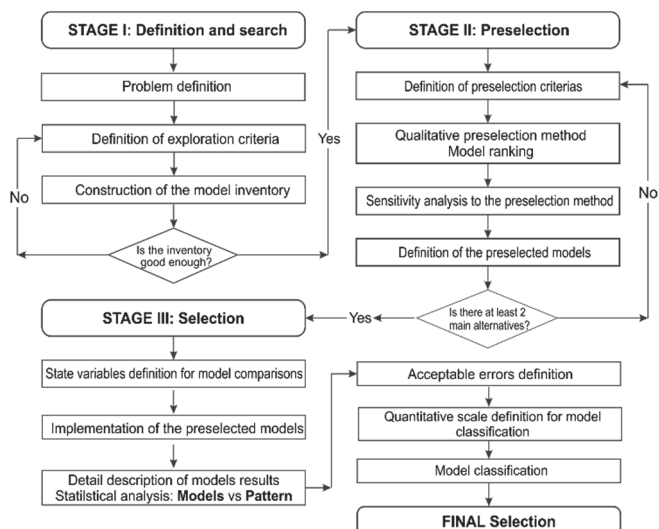 STAGE I: Definition and search
Problem definition
Definition of exploration criteria
Construction of the model inventory
Is the inventory
good enough?
No
Yes
STAGE II: Preselection
Definition of preselection criterias
Qualitative preselection method
Model ranking
Sensitivity analysis to the preselection method
Definition of the preselected models
Is there at least 2
main alternatives?
No
Yes
STAGE III: Selection
State variables definition for model comparisons
Implementation of the preselected models
Detail description of models results
Statilstical analysis: Models vs Pattern
Acceptable errors definition
Quantitative scale definition for model
classification
Model classification
FINAL Selection